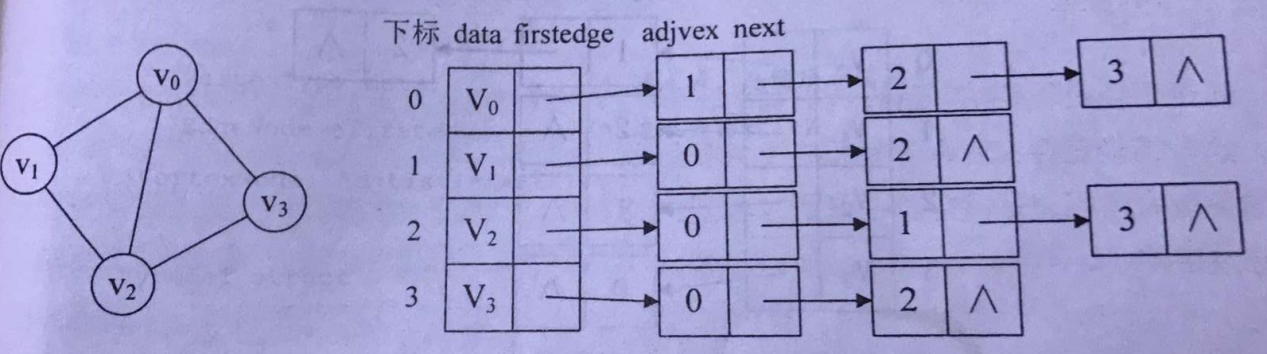 下标 data firstedge adjvex next
V₀
V₁
V₂
V₃
0 V₀ 1 2 3 ∧
1 V₁ 0 2 ∧
2 V₂ 0 1 3 ∧
3 V₃ 0 2 ∧